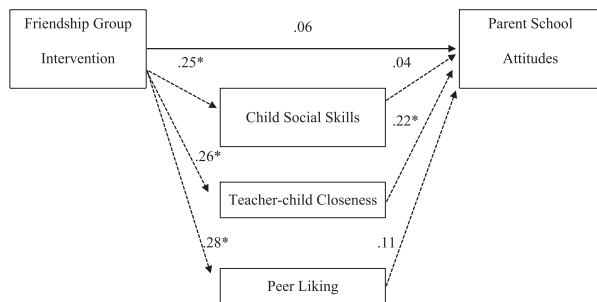 Friendship Group
Intervention
.06
Parent School
Attitudes
.25*
.04
Child Social Skills
.22*
.26*
Teacher-child Closeness
.28*
.11
Peer Liking